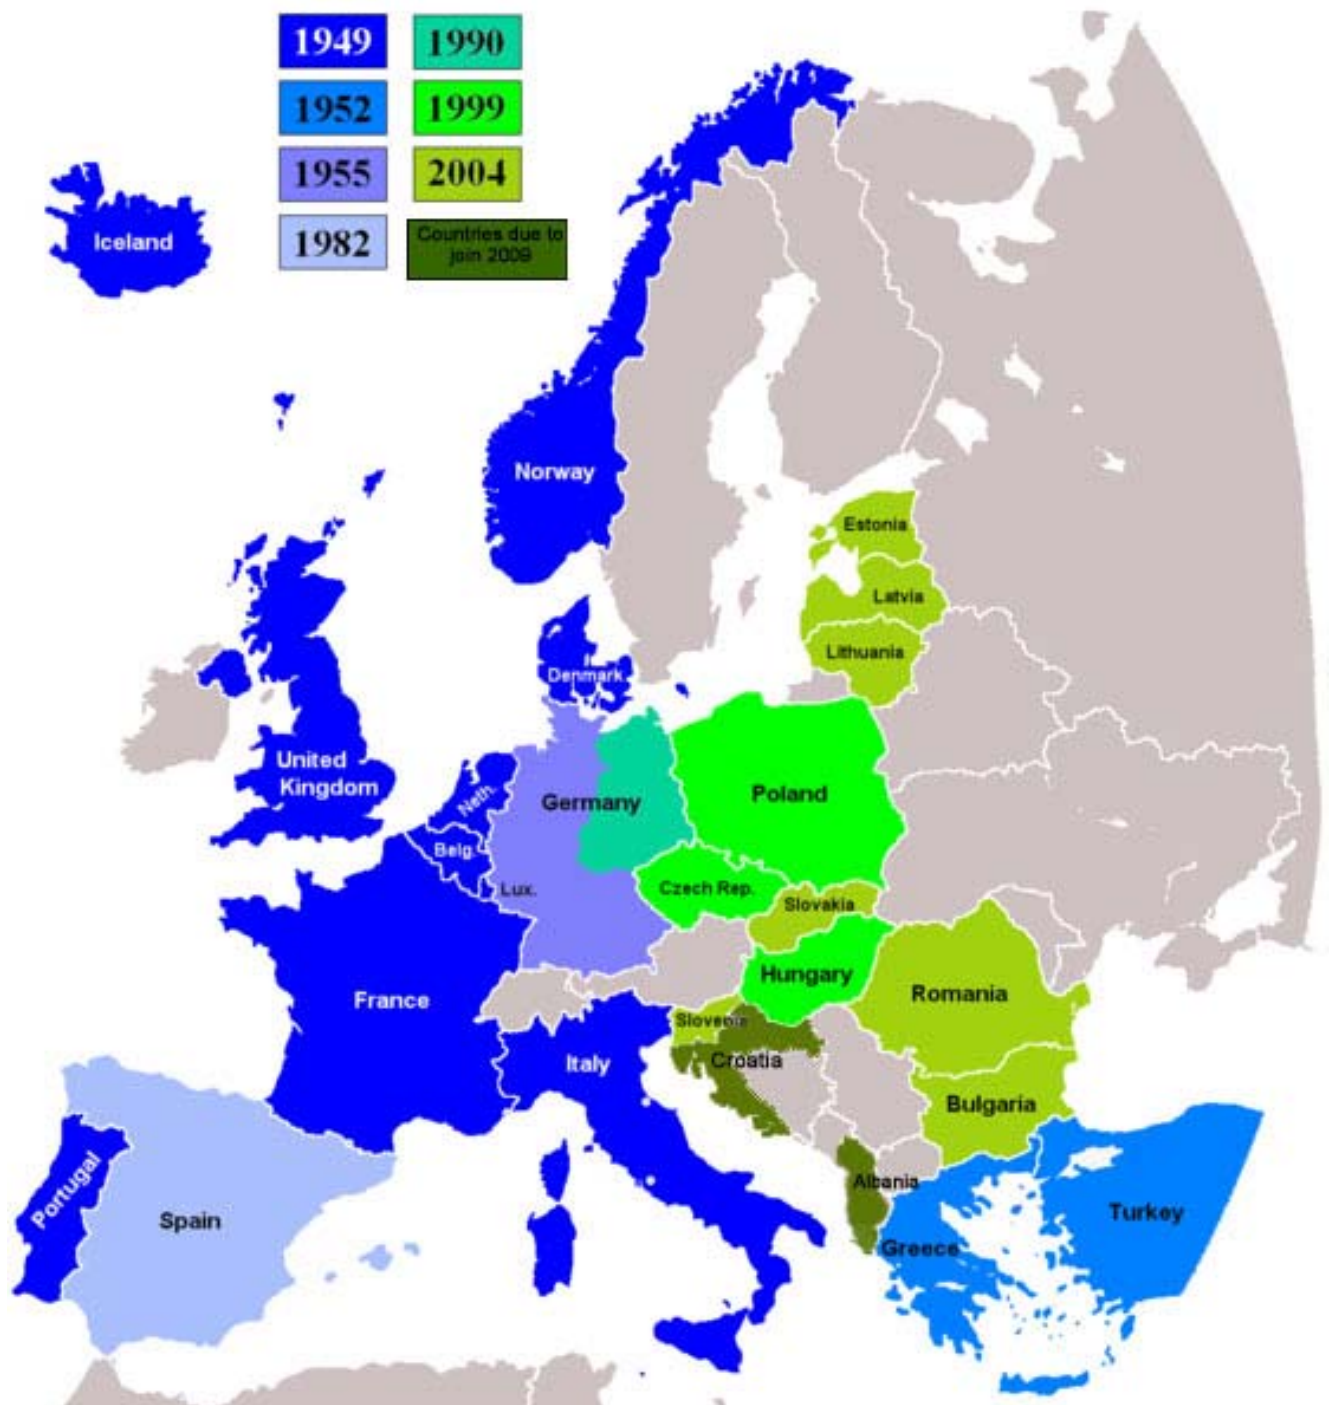 1949
1990
1952
1999
1955
2004
1982
Countries due to
join 2009
Iceland
Norway
Estonia
Latvia
Lithuania
Denmark
United
Kingdom
Neth.
Germany
Poland
Belg.
Lux.
Czech Rep.
Slovakia
Hungary
France
Romania
Slovenia
Croatia
Italy
Bulgaria
Portugal
Spain
Albania
Greece
Turkey